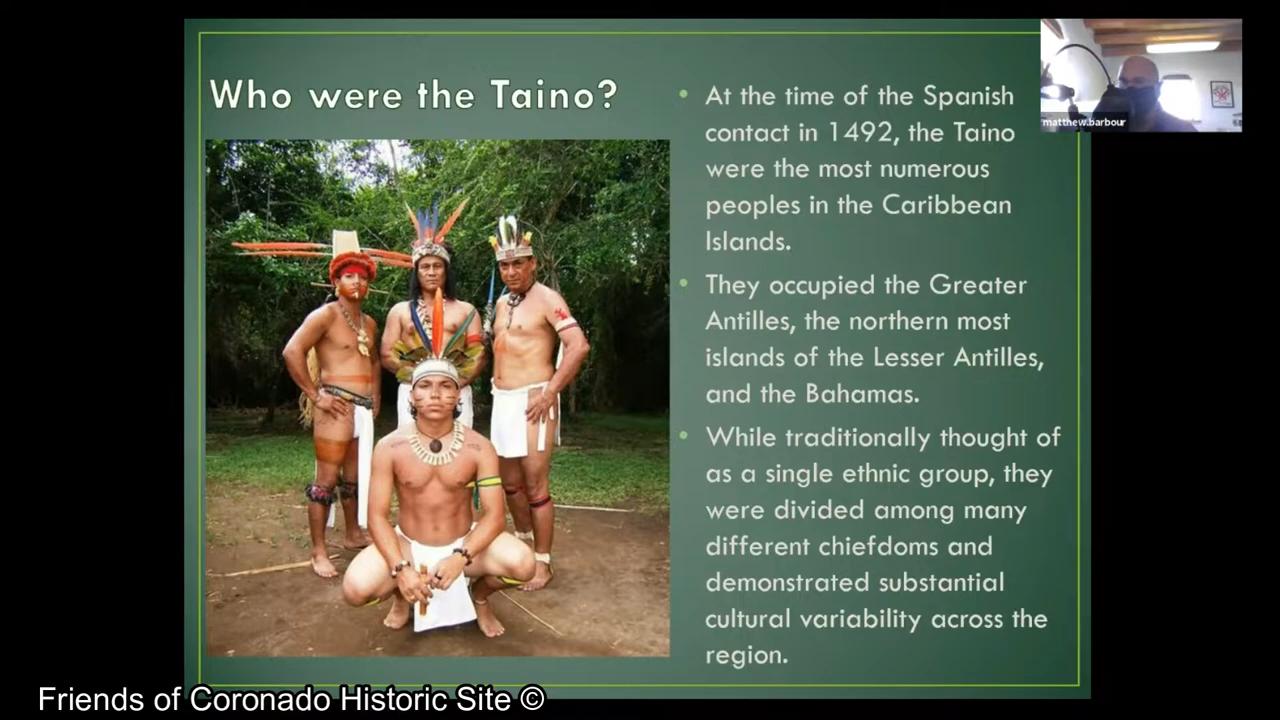 Who were the Taino?
• At the time of the Spanish
contact in 1492, the Taino
were the most numerous
peoples in the Caribbean
Islands.
• They occupied the Greater
Antilles, the northern most
islands of the Lesser Antilles,
and the Bahamas.
• While traditionally thought of
as a single ethnic group, they
were divided among many
different chiefdoms and
demonstrated substantial
cultural variability across the
region.
matthew.barbour
Friends of Coronado Historic Site ©